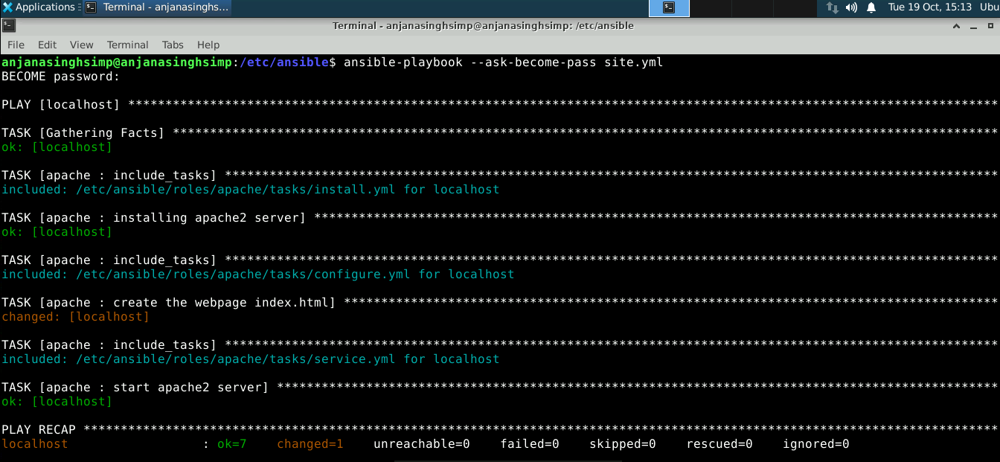 Applications
Terminal - anjanasinghs...
Tue 19 Oct, 15:13 Ubu
Terminal - anjanasinghsimp@anjanasinghsimp: /etc/ansible
File Edit View Terminal Tabs Help
anjanasinghsimp@anjanasinghsimp:/etc/ansible$ ansible-playbook --ask-become-pass site.yml
BECOME password:
PLAY [localhost] *********************************************************************************************************************
TASK [Gathering Facts] ***************************************************************************************************************
ok: [localhost]
TASK [apache : include_tasks] ********************************************************************************************************
included: /etc/ansible/roles/apache/tasks/install.yml for localhost
TASK [apache : installing apache2 server] ********************************************************************************************
ok: [localhost]
TASK [apache : include_tasks] ********************************************************************************************************
included: /etc/ansible/roles/apache/tasks/configure.yml for localhost
TASK [apache : create the webpage index.html] ****************************************************************************************
changed: [localhost]
TASK [apache : include_tasks] ********************************************************************************************************
included: /etc/ansible/roles/apache/tasks/service.yml for localhost
TASK [apache : start apache2 server] *************************************************************************************************
ok: [localhost]
PLAY RECAP ***************************************************************************************************************************
localhost : ok=7 changed=1 unreachable=0 failed=0 skipped=0 rescued=0 ignored=0